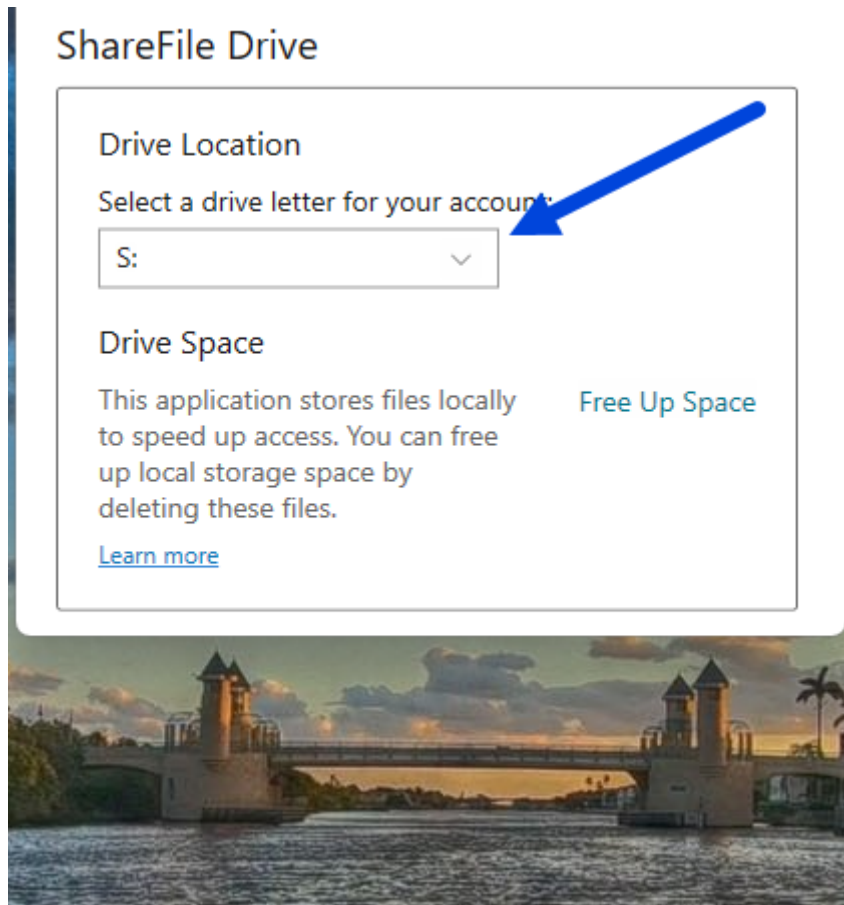 ShareFile Drive
Drive Location
Select a drive letter for your account:
S:
Drive Space
This application stores files locally
to speed up access. You can free
up local storage space by
deleting these files.
Free Up Space
Learn more